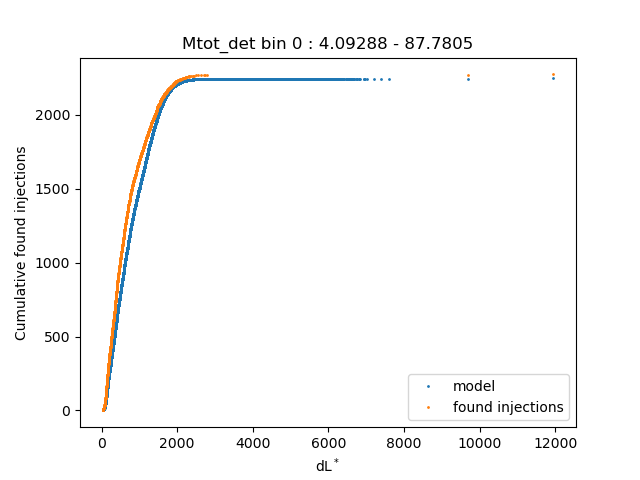 Mtot_det bin 0 : 4.09288 - 87.7805
Cumulative found injections
2000
1500
1000
500
0
0 2000 4000 6000 8000 10000 12000
dL*
model
found injections